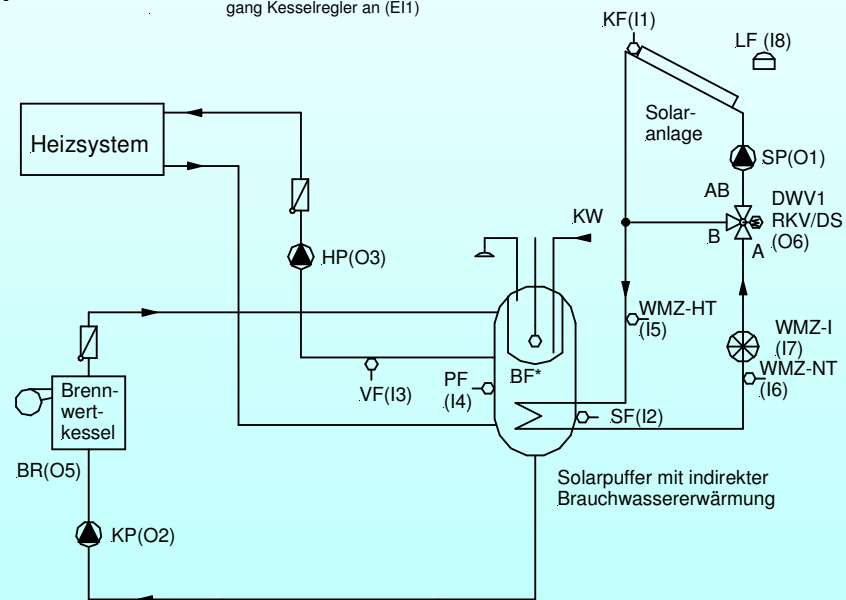 gang Kesselregler an (EI1)
KF(I1)
LF (I8)
Solar-
anlage
Heizsystem
SP(O1)
AB
DWV1
RKV/DS
(O6)
KW
B
A
HP(O3)
WMZ-HT
(I5)
WMZ-I
(I7)
WMZ-NT
(I6)
BF*
PF
(I4)
VF(I3)
Brenn-
wert-
kessel
SF(I2)
BR(O5)
Solarpuffer mit indirekter
Brauchwassererwärmung
KP(O2)